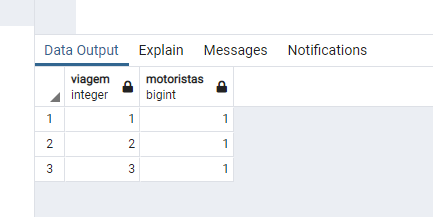 Data Output Explain Messages Notifications
viagem motoristas
integer bigint
1 1 1
2 2 1
3 3 1